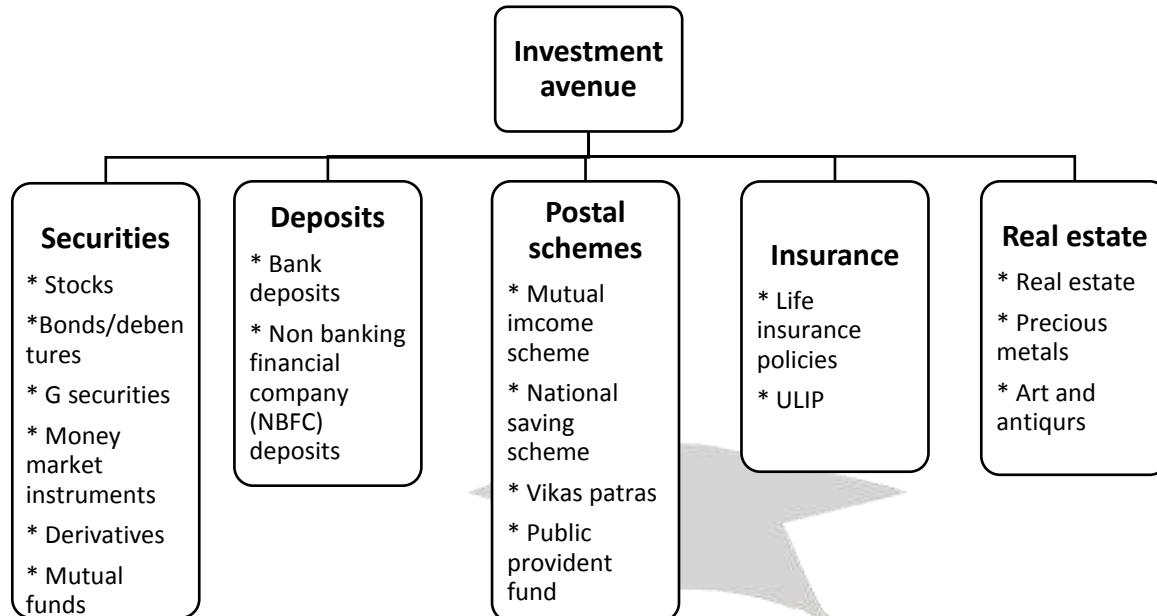 Investment
avenue
Securities
* Stocks
*Bonds/deben
tures
* G securities
* Money
market
instruments
* Derivatives
* Mutual
funds
Deposits
* Bank
deposits
* Non banking
financial
company
(NBFC)
deposits
Postal
schemes
* Mutual
imcome
scheme
* National
saving
scheme
* Vikas patras
* Public
provident
fund
Insurance
* Life
insurance
policies
* ULIP
Real estate
* Real estate
* Precious
metals
* Art and
antiqurs